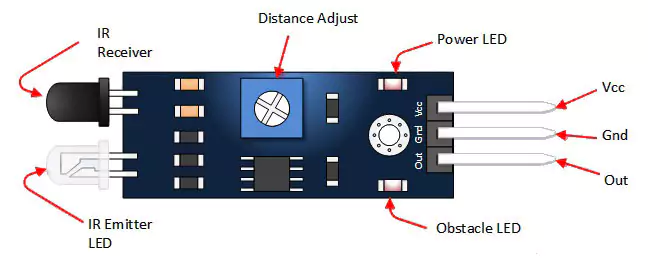 IR
Receiver
Distance Adjust
Power LED
Vcc
Gnd
Out
Vcc
Gnd
Out
IR Emitter
LED
Obstacle LED